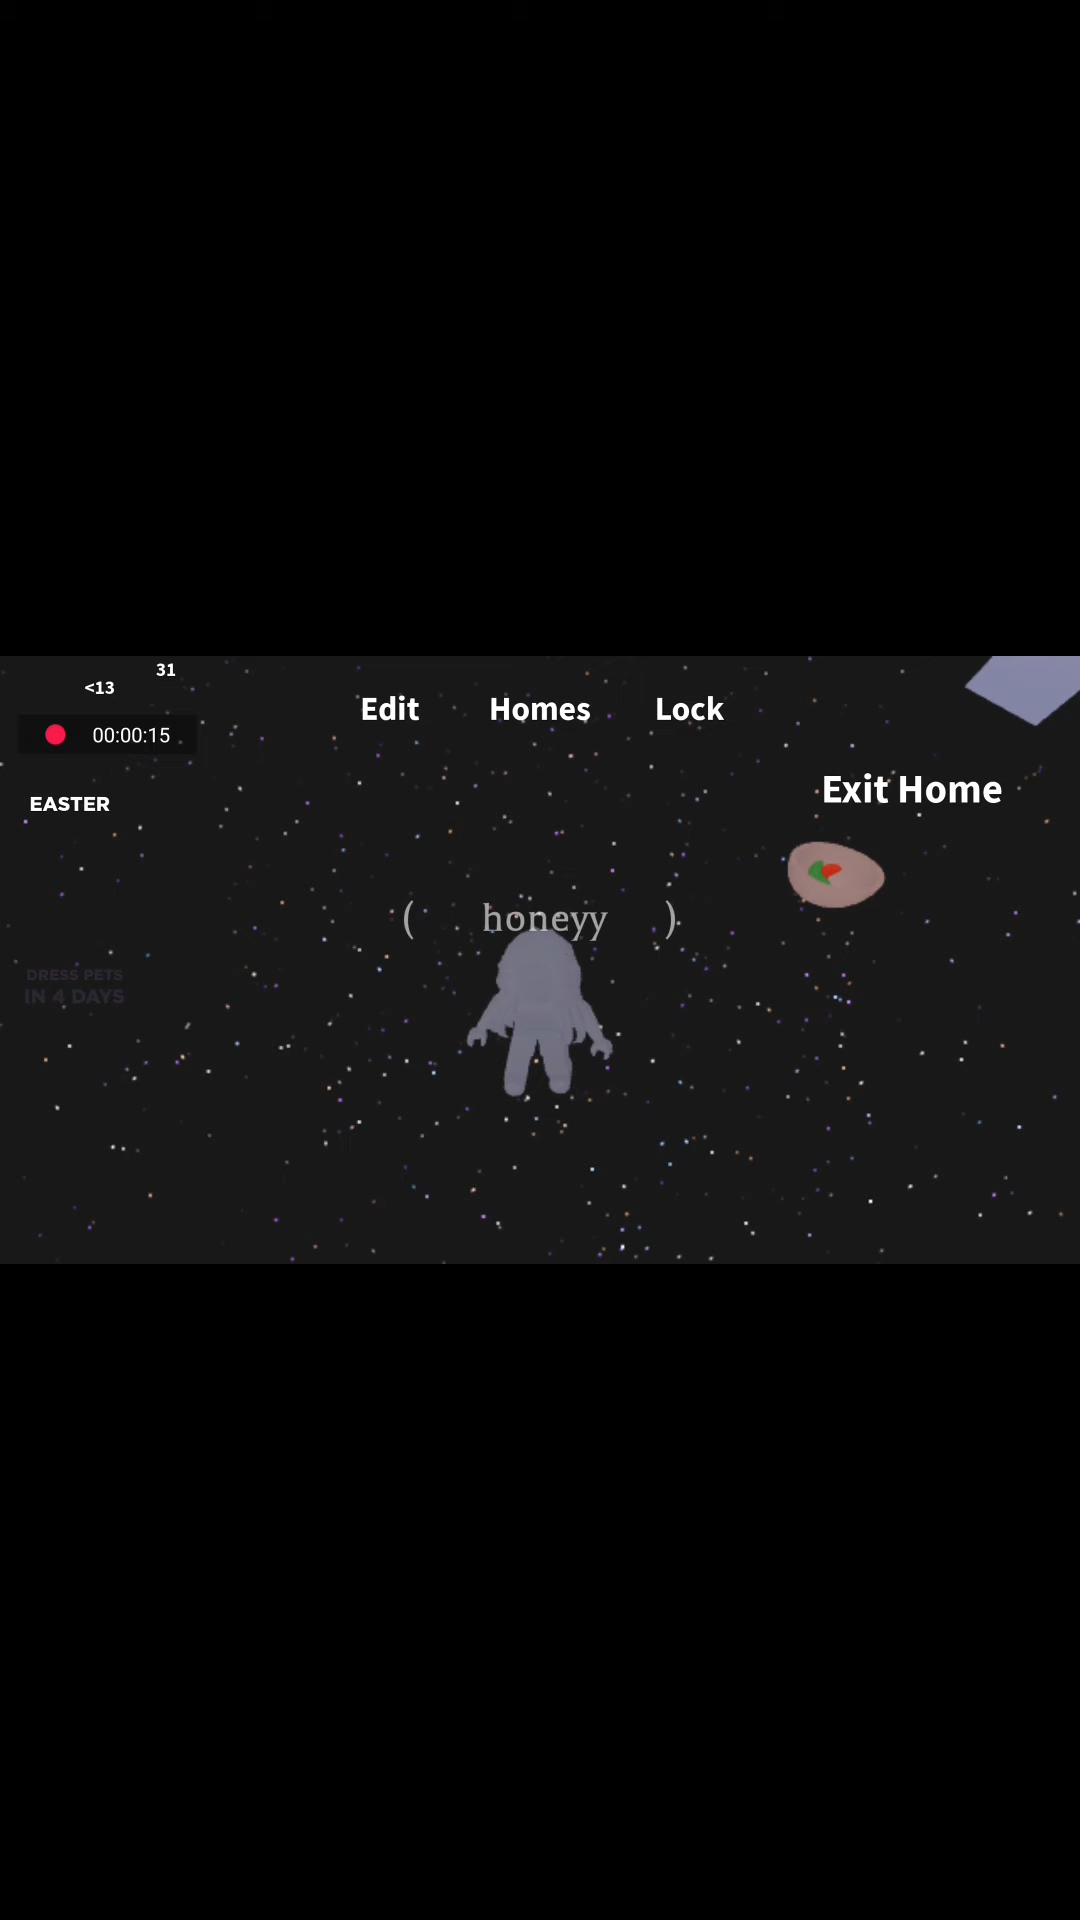 31
<13
Edit Homes Lock
00:00:15
Exit Home
EASTER
( honeyy )
DRESS PETS
IN 4 DAYS